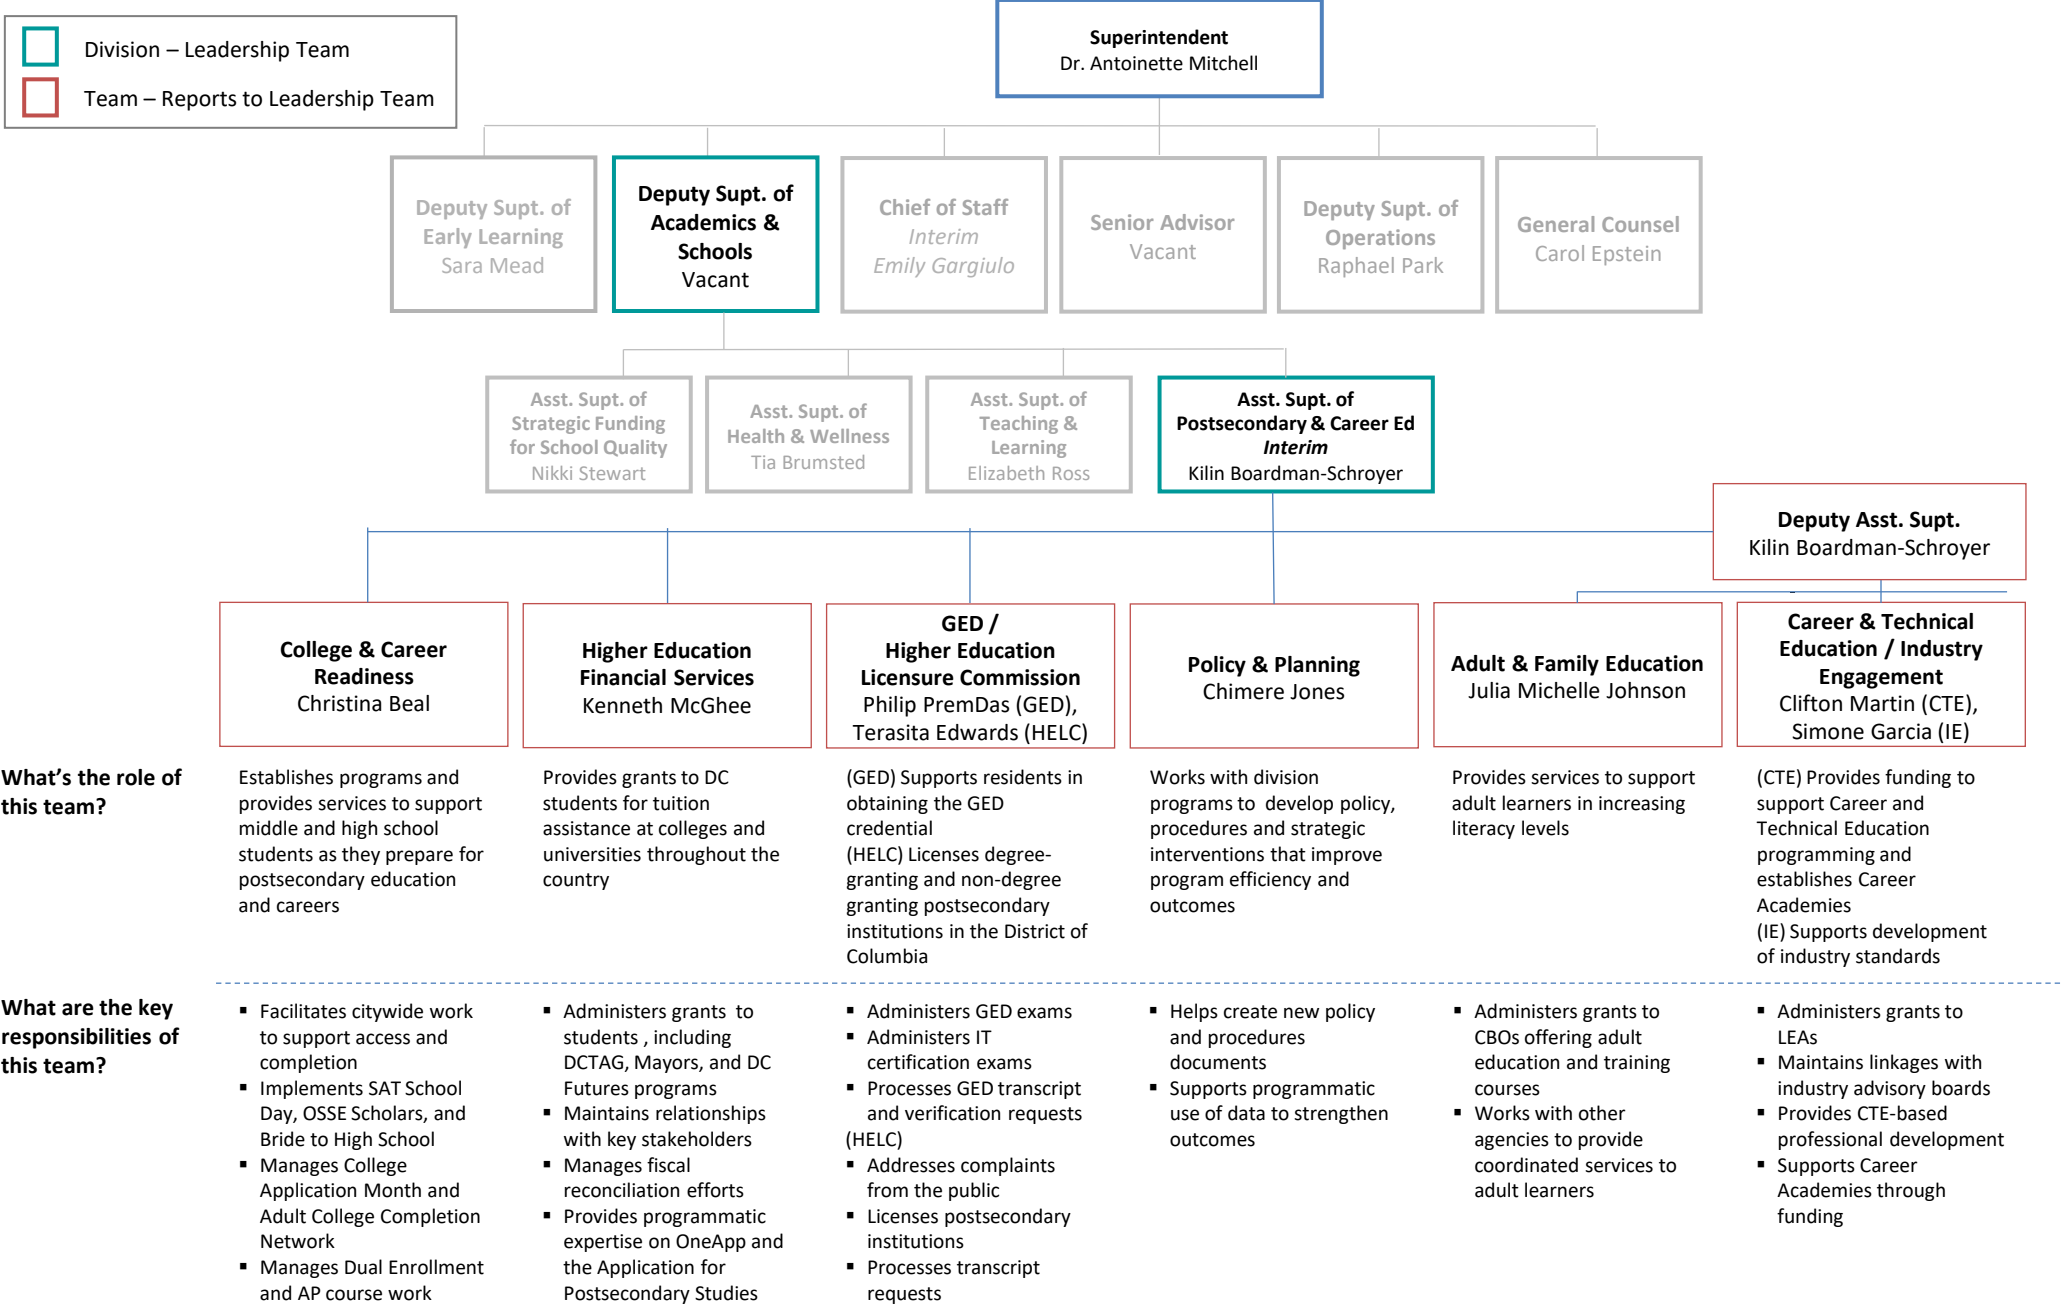 Division – Leadership Team
Team – Reports to Leadership Team
Superintendent
Dr. Antoinette Mitchell
Deputy Supt. of
Early Learning
Sara Mead
Deputy Supt. of
Academics &
Schools
Vacant
Chief of Staff
Interim
Emily Gargiulo
Senior Advisor
Vacant
Deputy Supt. of
Operations
Raphael Park
General Counsel
Carol Epstein
Asst. Supt. of
Strategic Funding
for School Quality
Nikki Stewart
Asst. Supt. of
Health & Wellness
Tia Brumsted
Asst. Supt. of
Teaching &
Learning
Elizabeth Ross
Asst. Supt. of
Postsecondary & Career Ed
Interim
Kilin Boardman-Schroyer
Deputy Asst. Supt.
Kilin Boardman-Schroyer
College & Career
Readiness
Christina Beal
Higher Education
Financial Services
Kenneth McGhee
GED /
Higher Education
Licensure Commission
Philip PremDas (GED),
Terasita Edwards (HELC)
Policy & Planning
Chimere Jones
Adult & Family Education
Julia Michelle Johnson
Career & Technical
Education / Industry
Engagement
Clifton Martin (CTE),
Simone Garcia (IE)
What's the role of
this team?
Establishes programs and
provides services to support
middle and high school
students as they prepare for
postsecondary education
and careers
Provides grants to DC
students for tuition
assistance at colleges and
universities throughout the
country
(GED) Supports residents in
obtaining the GED
credential
(HELC) Licenses degree-
granting and non-degree
granting postsecondary
institutions in the District of
Columbia
Works with division
programs to  develop policy,
procedures and strategic
interventions that improve
program efficiency and
outcomes
Provides services to support
adult learners in increasing
literacy levels
(CTE) Provides funding to
support Career and
Technical Education
programming and
establishes Career
Academies
(IE) Supports development
of industry standards
What are the key
responsibilities of
this team?
▪ Facilitates citywide work
to support access and
completion
▪ Implements SAT School
Day, OSSE Scholars, and
Bride to High School
▪ Manages College
Application Month and
Adult College Completion
Network
▪ Manages Dual Enrollment
and AP course work
▪ Administers grants  to
students , including
DCTAG, Mayors, and DC
Futures programs
▪ Maintains relationships
with key stakeholders
▪ Manages fiscal
reconciliation efforts
▪ Provides programmatic
expertise on OneApp and
the Application for
Postsecondary Studies
▪ Administers GED exams
▪ Administers IT
certification exams
▪ Processes GED transcript
and verification requests
(HELC)
▪ Addresses complaints
from the public
▪ Licenses postsecondary
institutions
▪ Processes transcript
requests
▪ Helps create new policy
and procedures
documents
▪ Supports programmatic
use of data to strengthen
outcomes
▪ Administers grants to
CBOs offering adult
education and training
courses
▪ Works with other
agencies to provide
coordinated services to
adult learners
▪ Administers grants to
LEAs
▪ Maintains linkages with
industry advisory boards
▪ Provides CTE-based
professional development
▪ Supports Career
Academies through
funding